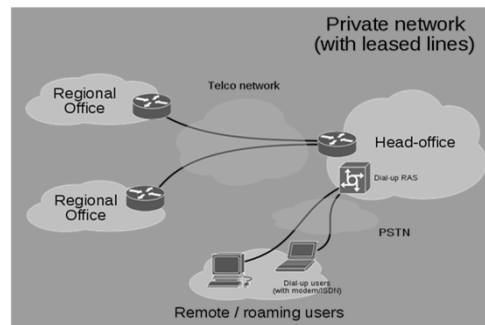 Private network
(with leased lines)
Regional
Office
Telco network
Head-office
Dial-up RAS
Regional
Office
PSTN
Dial-up users
(with modem/ISDN)
Remote / roaming users